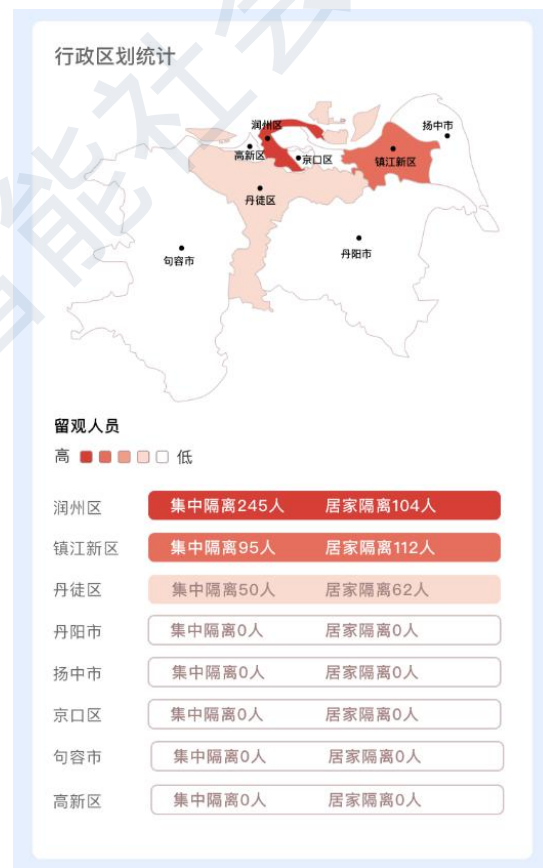 行政区划统计
润州区
扬中市
高新区
京口区
镇江新区
丹徒区
句容市
丹阳市
留观人员
高 低
润州区 集中隔离245人 居家隔离104人
镇江新区 集中隔离95人 居家隔离112人
丹徒区 集中隔离50人 居家隔离62人
丹阳市 集中隔离0人 居家隔离0人
扬中市 集中隔离0人 居家隔离0人
京口区 集中隔离0人 居家隔离0人
句容市 集中隔离0人 居家隔离0人
高新区 集中隔离0人 居家隔离0人
能社会